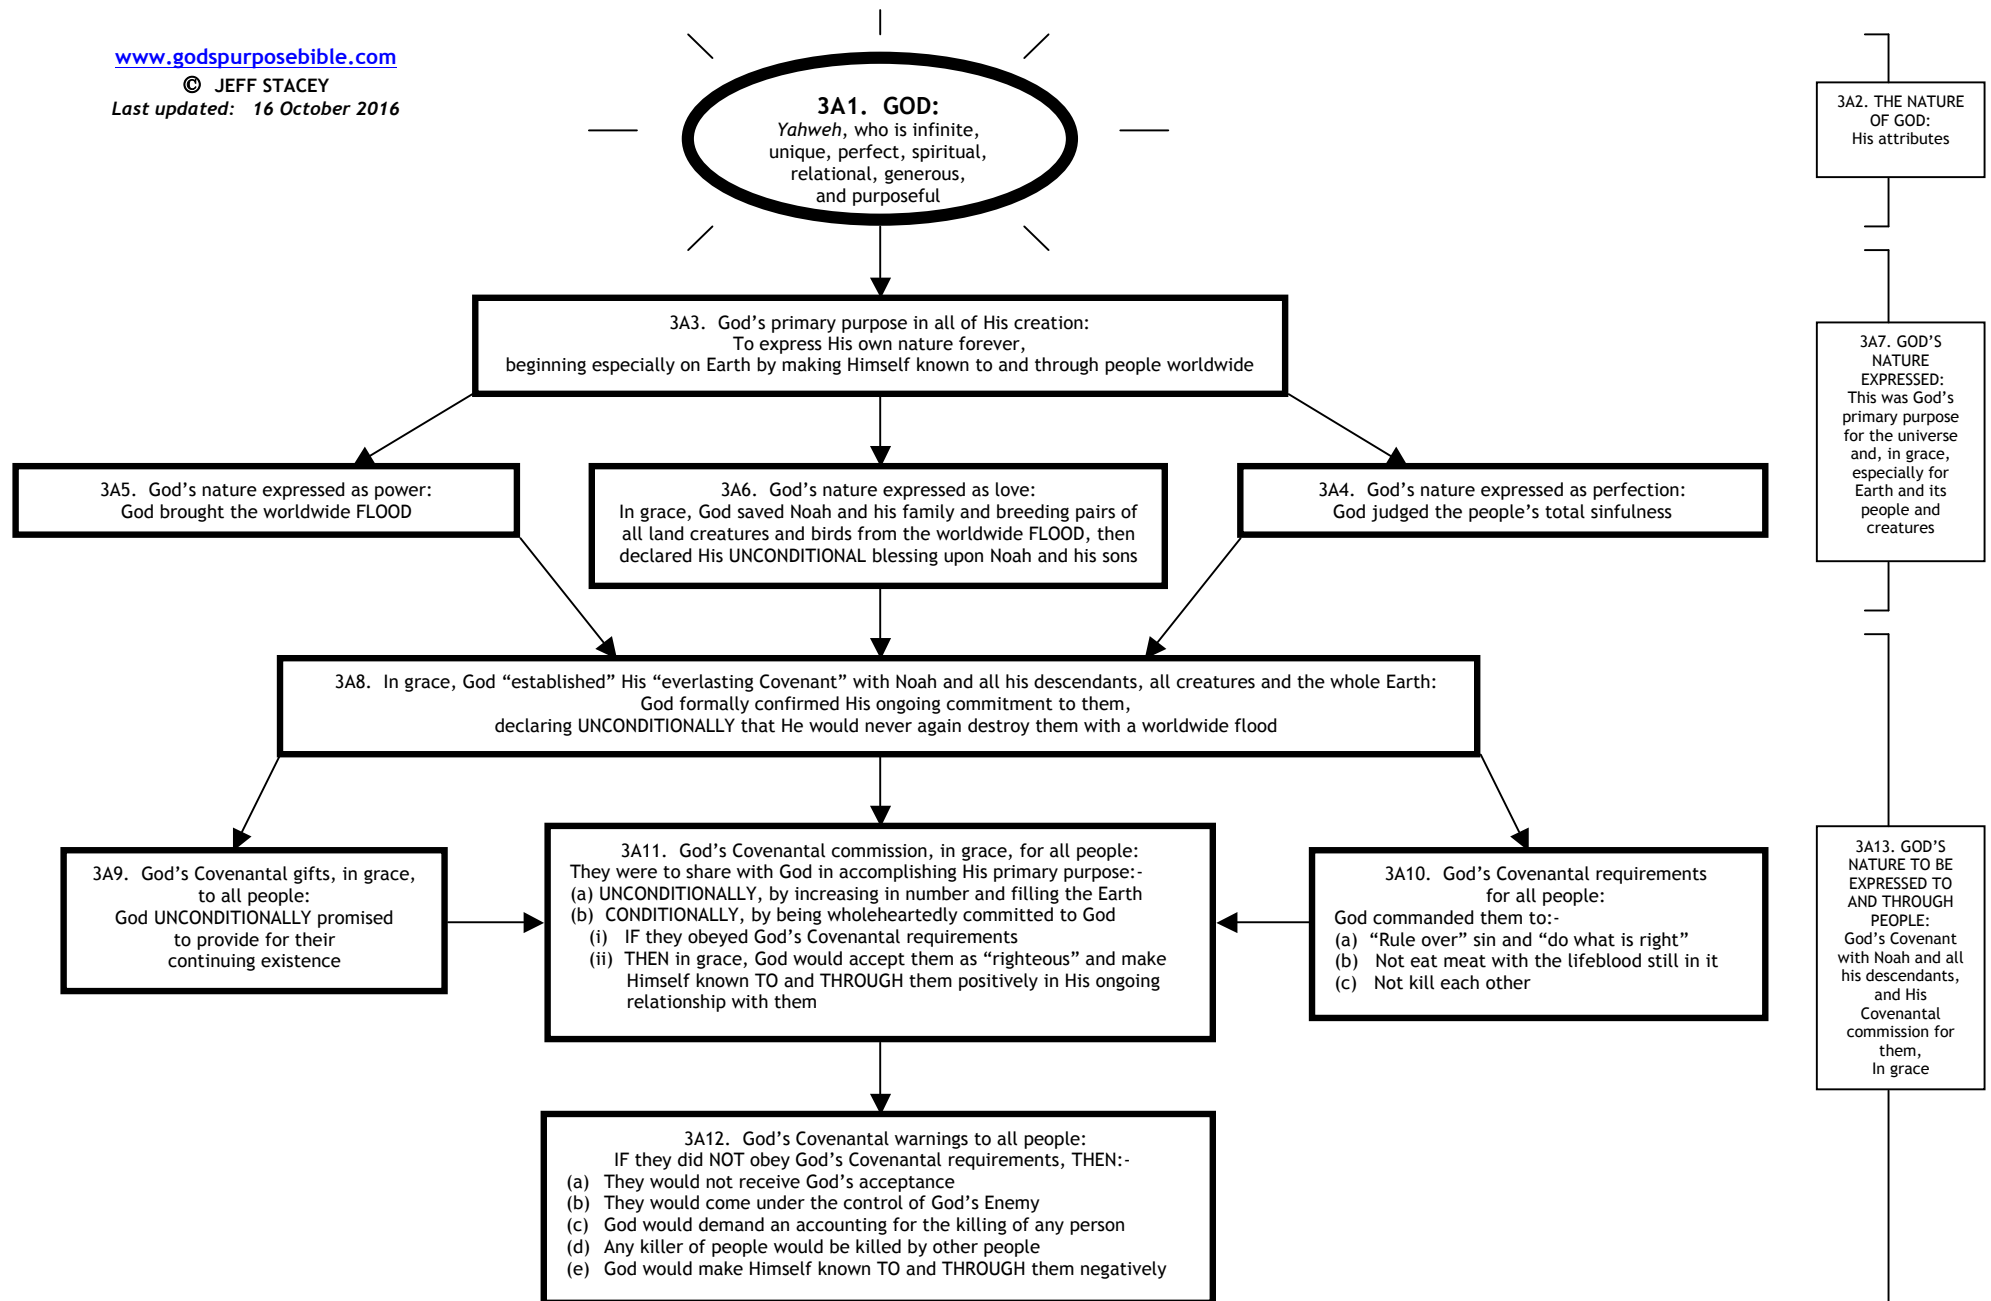 www.godspurposebible.com
© JEFF STACEY
Last updated: 16 October 2016
3A1. GOD:
Yahweh, who is infinite,
unique, perfect, spiritual,
relational, generous,
and purposeful
3A2. THE NATURE
OF GOD:
His attributes
3A3. God’s primary purpose in all of His creation:
To express His own nature forever,
beginning especially on Earth by making Himself known to and through people worldwide
3A7. GOD’S
NATURE
EXPRESSED:
This was God’s
primary purpose
for the universe
and, in grace,
especially for
Earth and its
people and
creatures
3A5. God’s nature expressed as power:
God brought the worldwide FLOOD
3A6. God’s nature expressed as love:
In grace, God saved Noah and his family and breeding pairs of
all land creatures and birds from the worldwide FLOOD, then
declared His UNCONDITIONAL blessing upon Noah and his sons
3A4. God’s nature expressed as perfection:
God judged the people’s total sinfulness
3A8. In grace, God “established” His “everlasting Covenant” with Noah and all his descendants, all creatures and the whole Earth:
God formally confirmed His ongoing commitment to them,
declaring UNCONDITIONALLY that He would never again destroy them with a worldwide flood
3A9. God’s Covenantal gifts, in grace,
to all people:
God UNCONDITIONALLY promised
to provide for their
continuing existence
3A11. God’s Covenantal commission, in grace, for all people:
They were to share with God in accomplishing His primary purpose:-
(a) UNCONDITIONALLY, by increasing in number and filling the Earth
(b) CONDITIONALLY, by being wholeheartedly committed to God
(i) IF they obeyed God’s Covenantal requirements
(ii) THEN in grace, God would accept them as “righteous” and make
Himself known TO and THROUGH them positively in His ongoing
relationship with them
3A10. God’s Covenantal requirements
for all people:
God commanded them to:-
(a) “Rule over” sin and “do what is right”
(b) Not eat meat with the lifeblood still in it
(c) Not kill each other
3A13. GOD’S
NATURE TO BE
EXPRESSED TO
AND THROUGH
PEOPLE:
God’s Covenant
with Noah and all
his descendants,
and His
Covenantal
commission for
them,
In grace
3A12. God’s Covenantal warnings to all people:
IF they did NOT obey God’s Covenantal requirements, THEN:-
(a) They would not receive God’s acceptance
(b) They would come under the control of God’s Enemy
(c) God would demand an accounting for the killing of any person
(d) Any killer of people would be killed by other people
(e) God would make Himself known TO and THROUGH them negatively